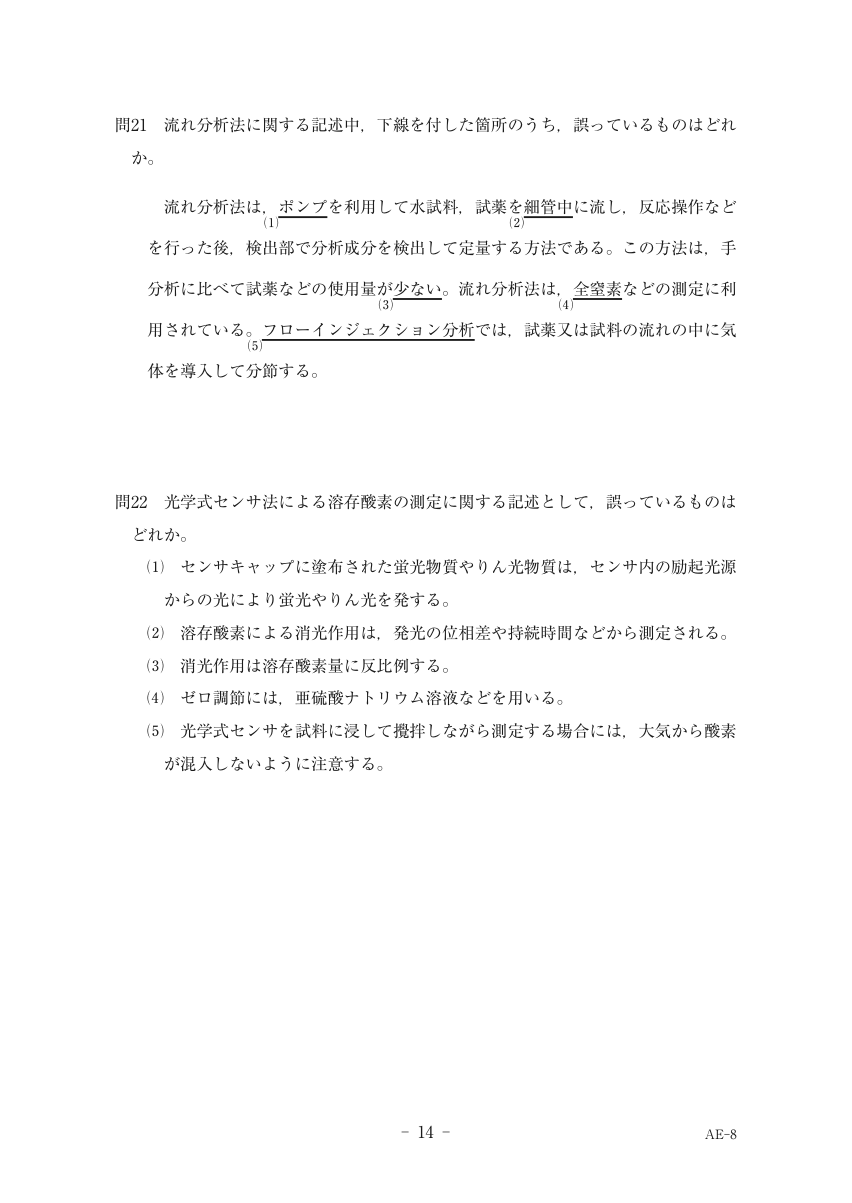 問21　流れ分析法に関する記述中，下線を付した箇所のうち，誤っているものはどれ
か。
流れ分析法は，ポンプを利用して水試料，試薬を細管中に流し，反応操作など
⑴　⑵
を行った後，検出部で分析成分を検出して定量する方法である。この方法は，手
分析に比べて試薬などの使用量が少ない。流れ分析法は，全窒素などの測定に利
⑶　⑷
用されている。フローインジェクション分析では，試薬又は試料の流れの中に気
⑸
体を導入して分節する。
問22　光学式センサ法による溶存酸素の測定に関する記述として，誤っているものは
どれか。
⑴　センサキャップに塗布された蛍光物質やりん光物質は，センサ内の励起光源
からの光により蛍光やりん光を発する。
⑵　溶存酸素による消光作用は，発光の位相差や持続時間などから測定される。
⑶　消光作用は溶存酸素量に反比例する。
⑷　ゼロ調節には，亜硫酸ナトリウム溶液などを用いる。
⑸　光学式センサを試料に浸して攪拌しながら測定する場合には，大気から酸素
が混入しないように注意する。
− 14 −
AE-8